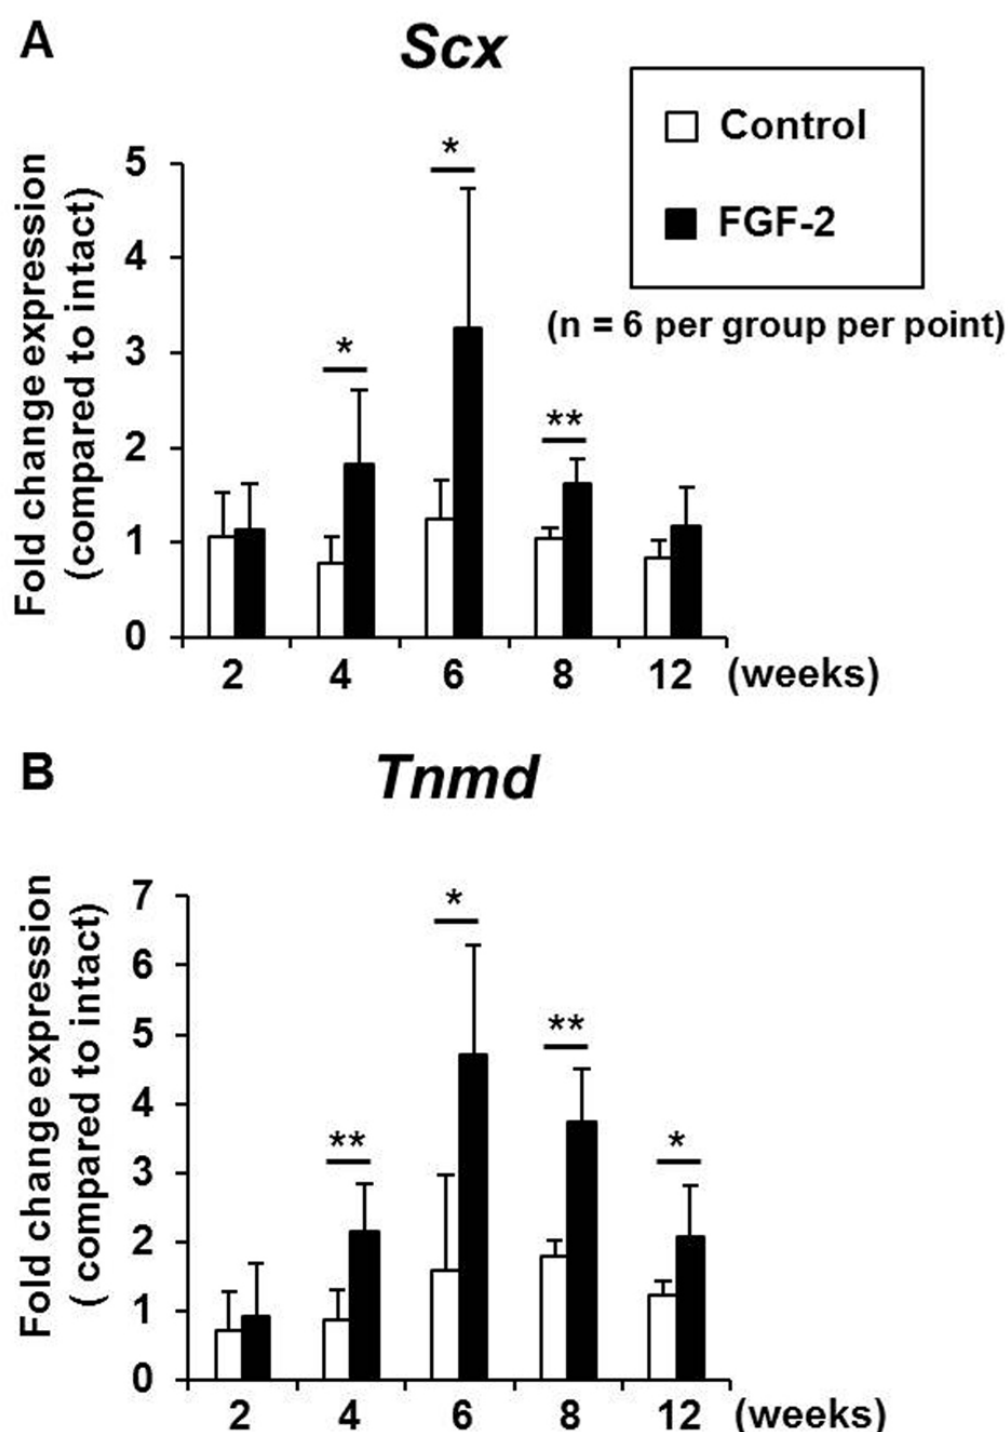 A
Scx
Control
FGF-2
(n = 6 per group per point)
Fold change expression
(compared to intact)
5
4
3
2
1
0
*
*
**
2 4 6 8 12 (weeks)
B
Tnmd
Fold change expression
( compared to intact)
7
6
5
4
3
2
1
0
*
**
**
*
2 4 6 8 12 (weeks)